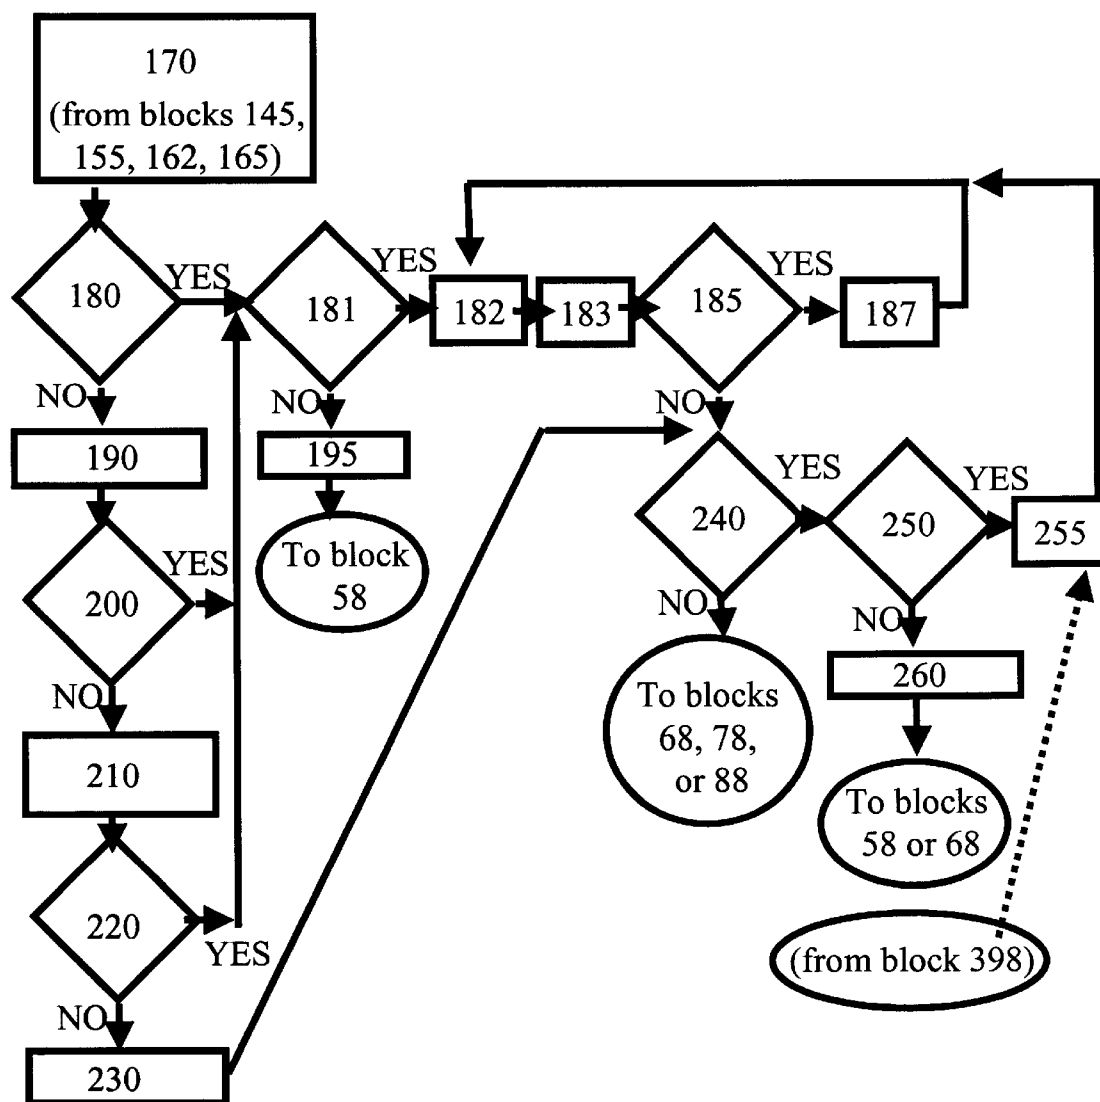 170
(from blocks 145,
155, 162, 165)
180
YES
181
YES
182
183
185
YES
187
NO
190
NO
195
To block
58
NO
240
YES
250
YES
255
200
YES
NO
To blocks
68, 78,
or 88
NO
260
To blocks
58 or 68
NO
210
220
YES
(from block 398)
NO
230